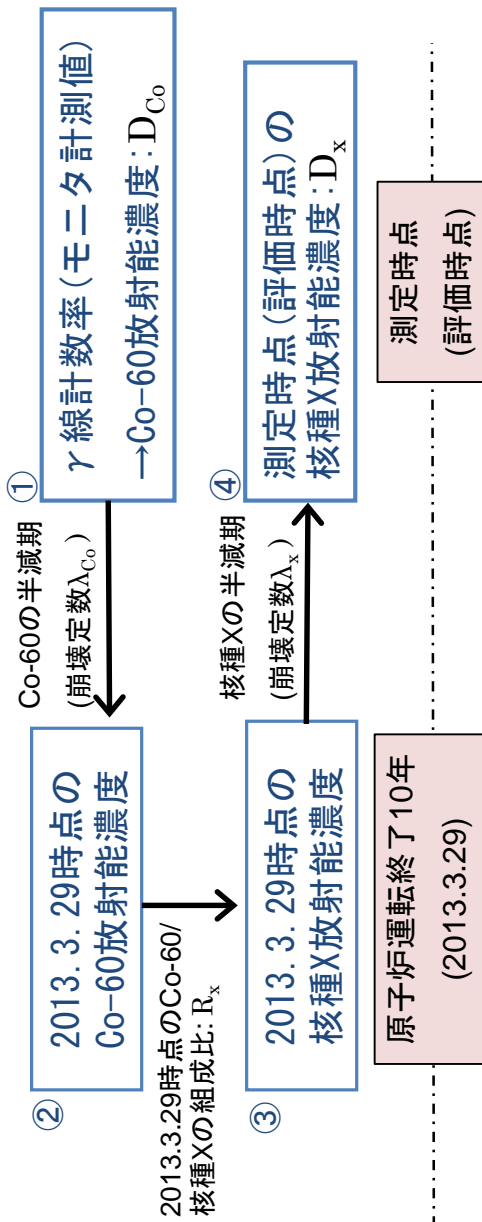 ①
γ線計数率(モニタ計測値)
→Co-60放射能濃度:D_Co
Co-60の半減期
(崩壊定数λ_Co)
②
2013.3.29時点の
Co-60放射能濃度
2013.3.29時点のCo-60/
核種Xの組成比:R_x
③
2013.3.29時点の
核種X放射能濃度
核種Xの半減期
(崩壊定数λ_x)
④
測定時点(評価時点)の
核種X放射能濃度:D_x
原子炉運転終了10年
(2013.3.29)
測定時点
(評価時点)